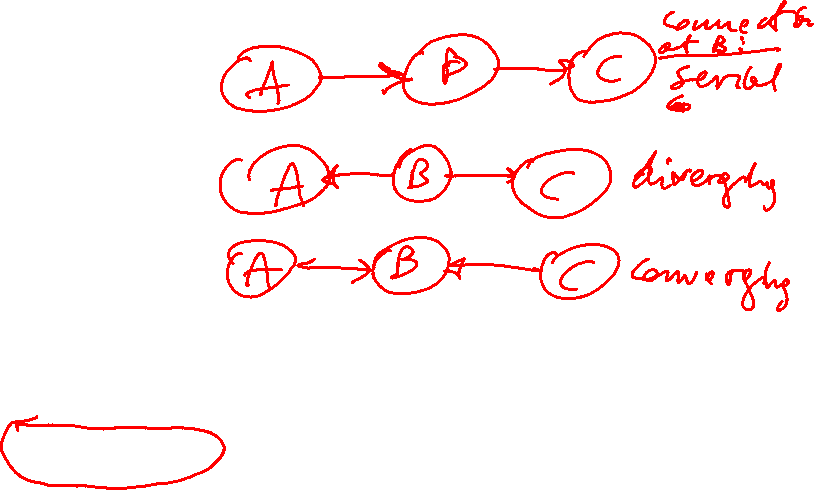 connection
at B:
A B C serial
A B C diverging
A B C converging